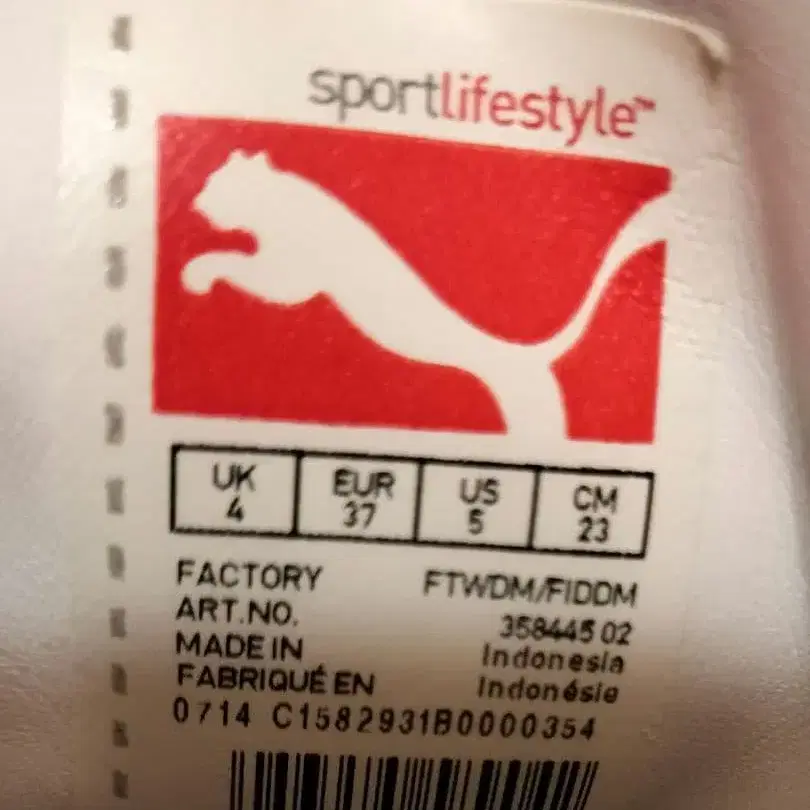 sportlifestyle™
UK EUR US CM
4 37 5 23
FACTORY FTWDM/FIDDM
ART.NO. 358445 02
MADE IN Indonesia
FABRIQUÉ EN Indonésie
0714 C1582931B0000354